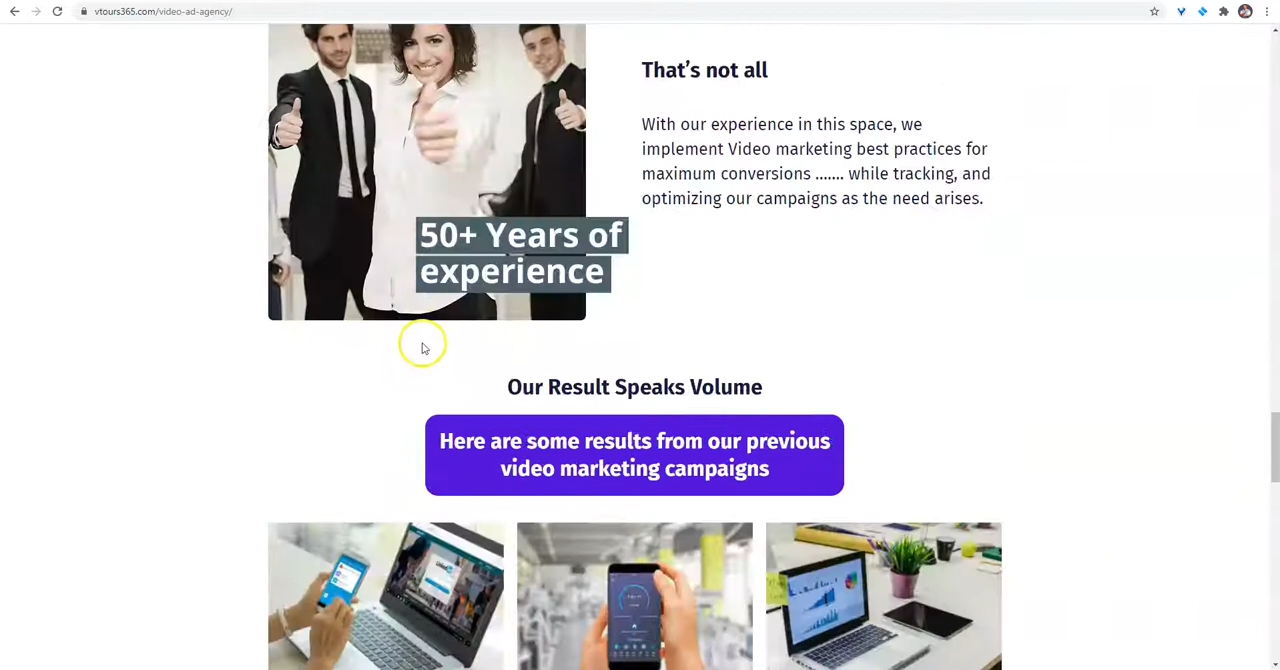 vtours365.com/video-ad-agency/
That's not all
With our experience in this space, we
implement Video marketing best practices for
maximum conversions ....... while tracking, and
optimizing our campaigns as the need arises.
50+ Years of
experience
Our Result Speaks Volume
Here are some results from our previous
video marketing campaigns